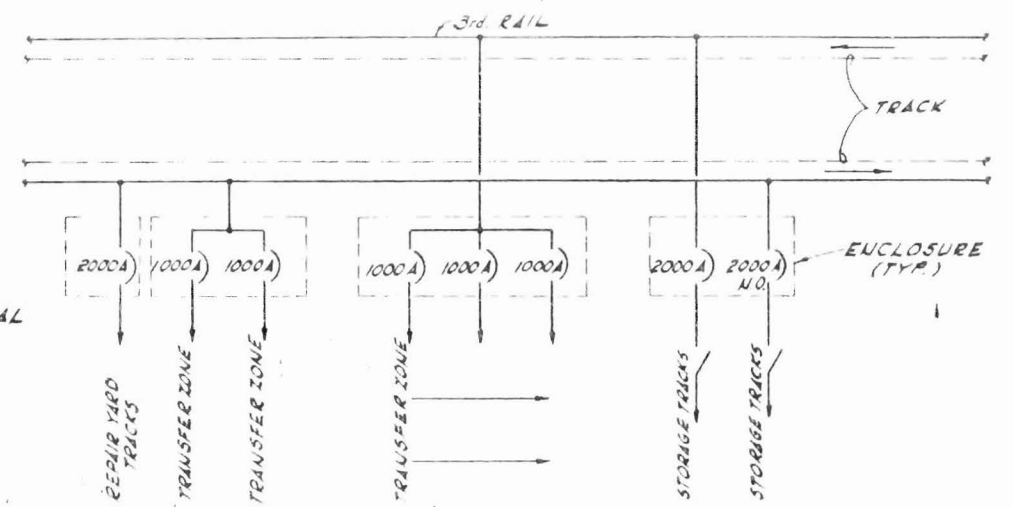 3rd. RAIL
TRACK
2000A
1000A
1000A
1000A
1000A
1000A
2000A
2000A
N.O.
ENCLOSURE
(TYP.)
AL
REPAIR YARD
TRACKS
TRANSFER ZONE
TRANSFER ZONE
TRANSFER ZONE
STORAGE TRACKS
STORAGE TRACKS